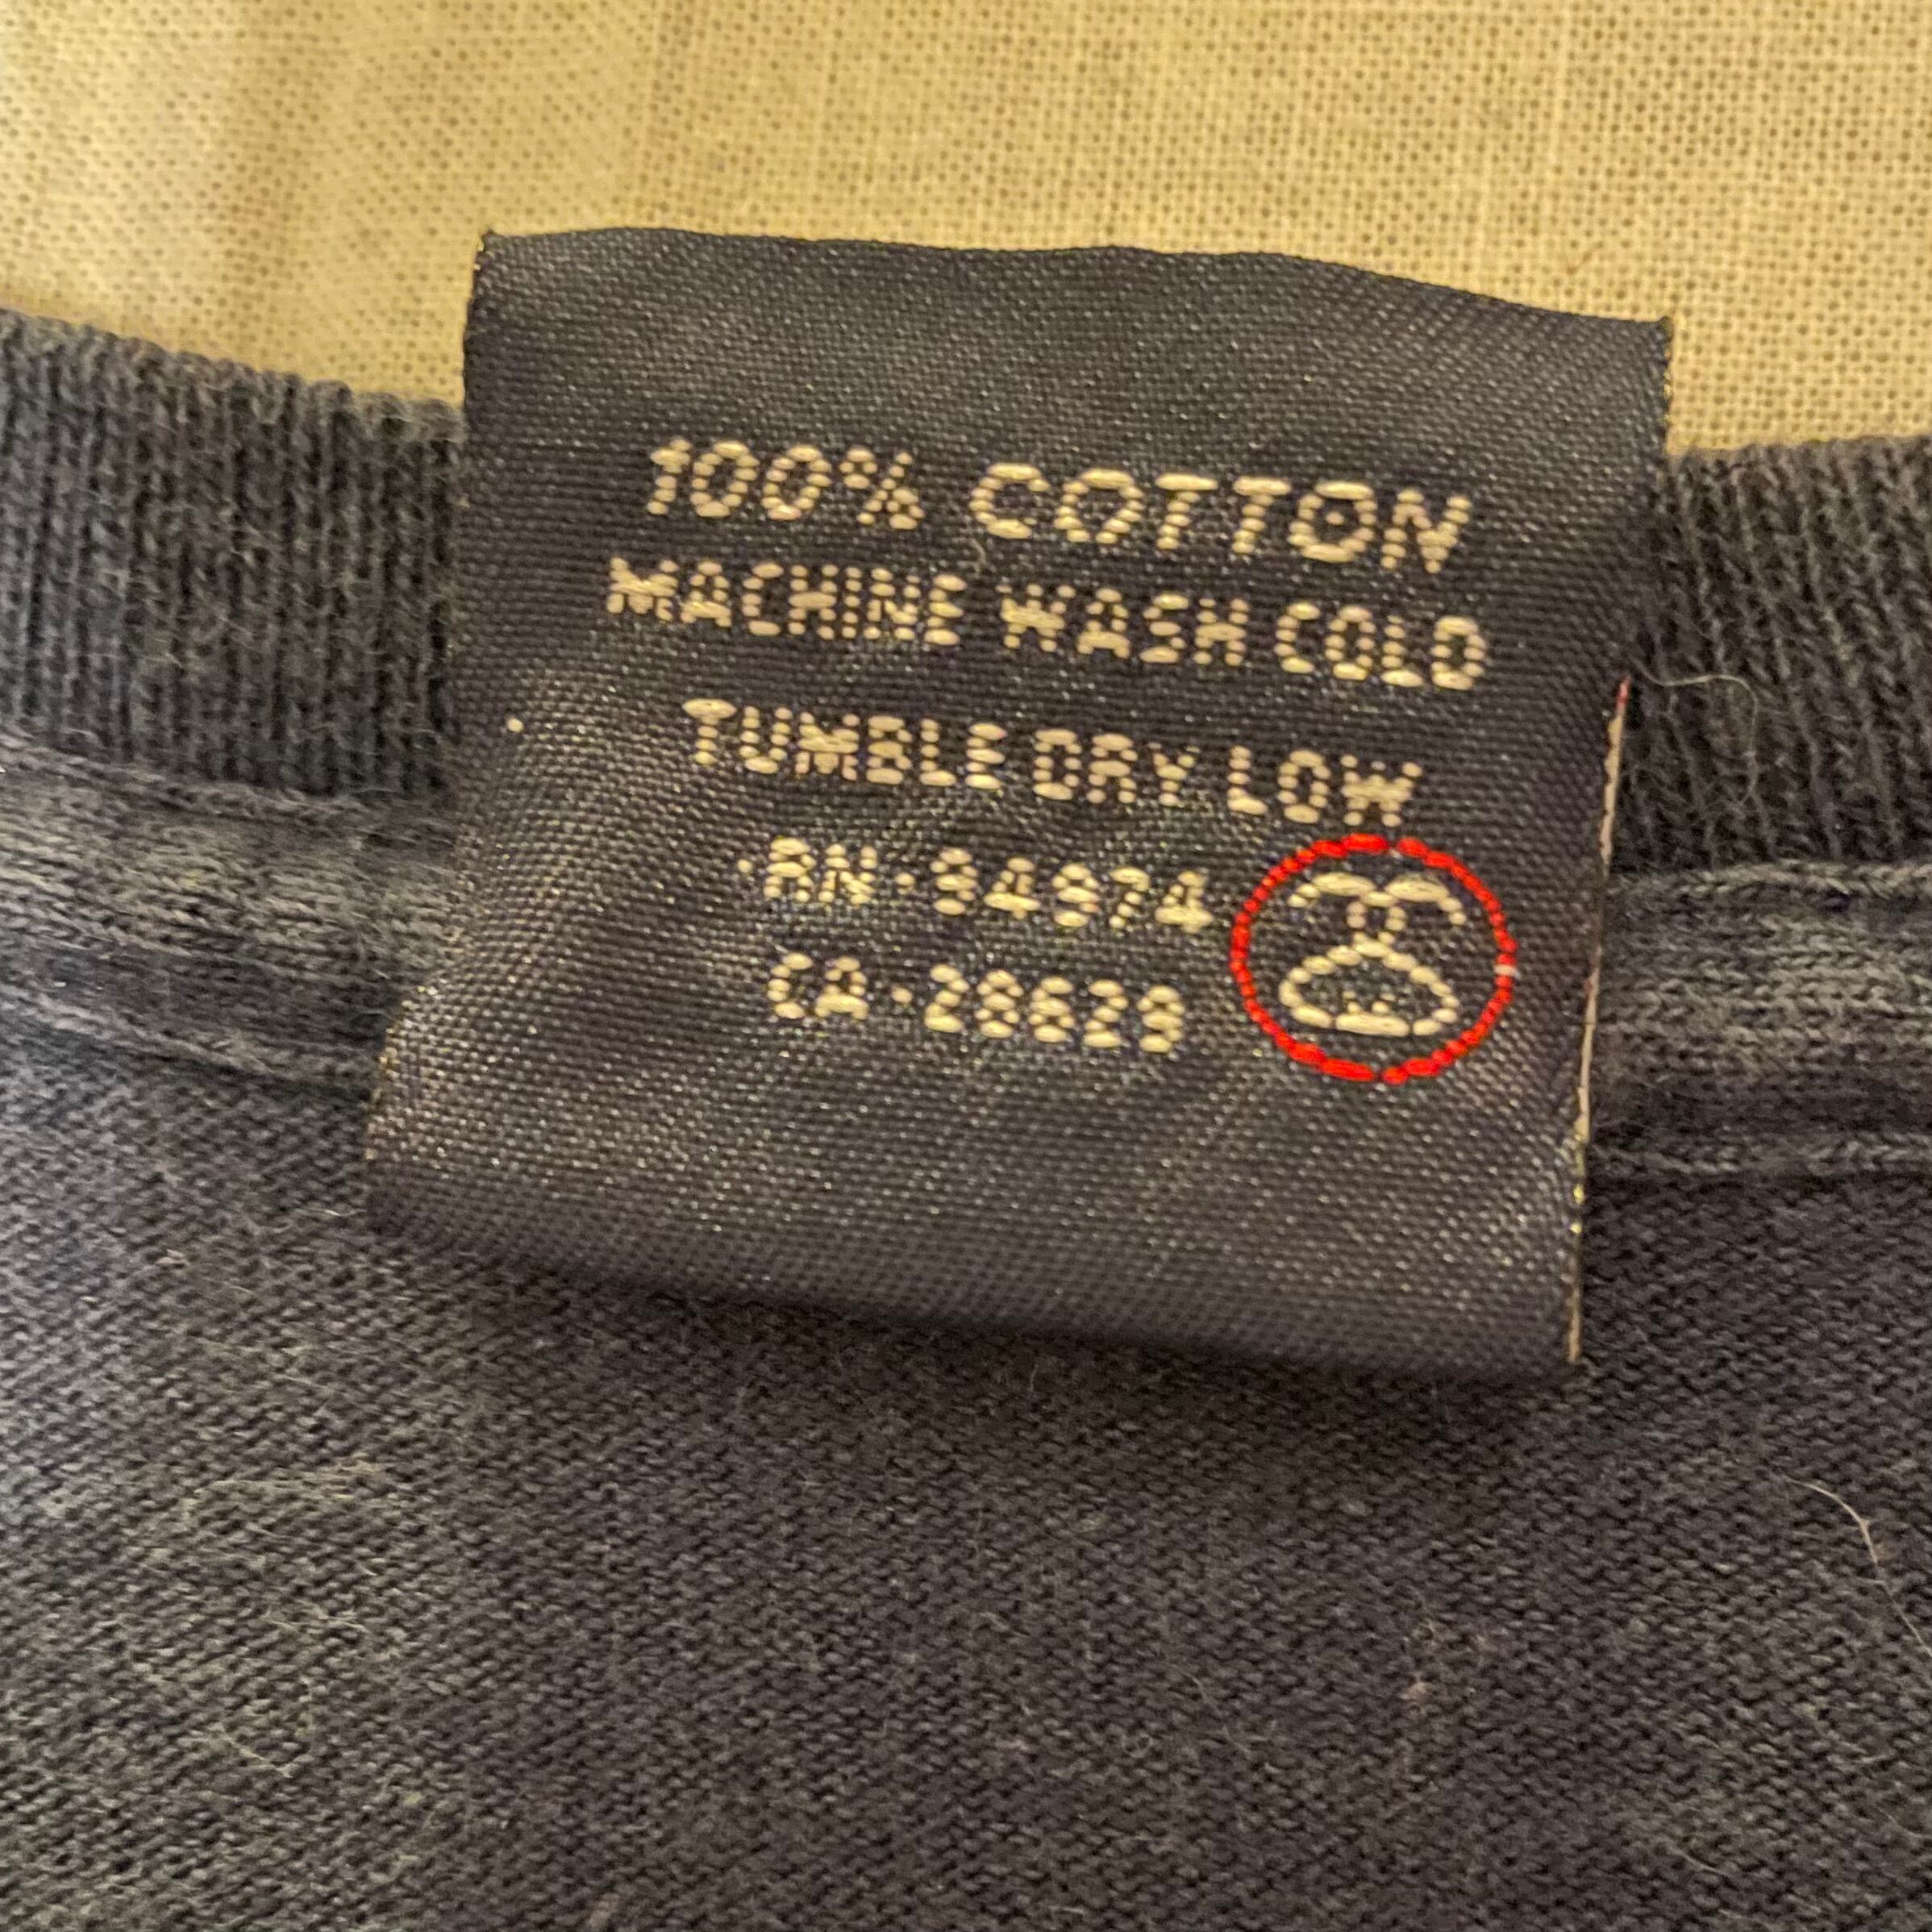 100% COTTON
MACHINE WASH COLD
TUMBLE DRY LOW
RN·94974
CA·28629